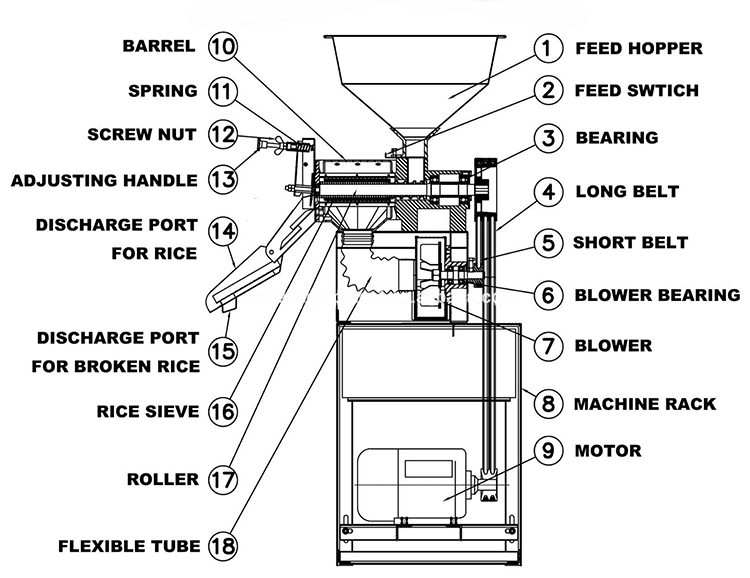 BARREL 10
SPRING 11
SCREW NUT 12
ADJUSTING HANDLE 13
DISCHARGE PORT
FOR RICE 14
DISCHARGE PORT
FOR BROKEN RICE 15
RICE SIEVE 16
ROLLER 17
FLEXIBLE TUBE 18
1 FEED HOPPER
2 FEED SWTICH
3 BEARING
4 LONG BELT
5 SHORT BELT
6 BLOWER BEARING
7 BLOWER
8 MACHINE RACK
9 MOTOR